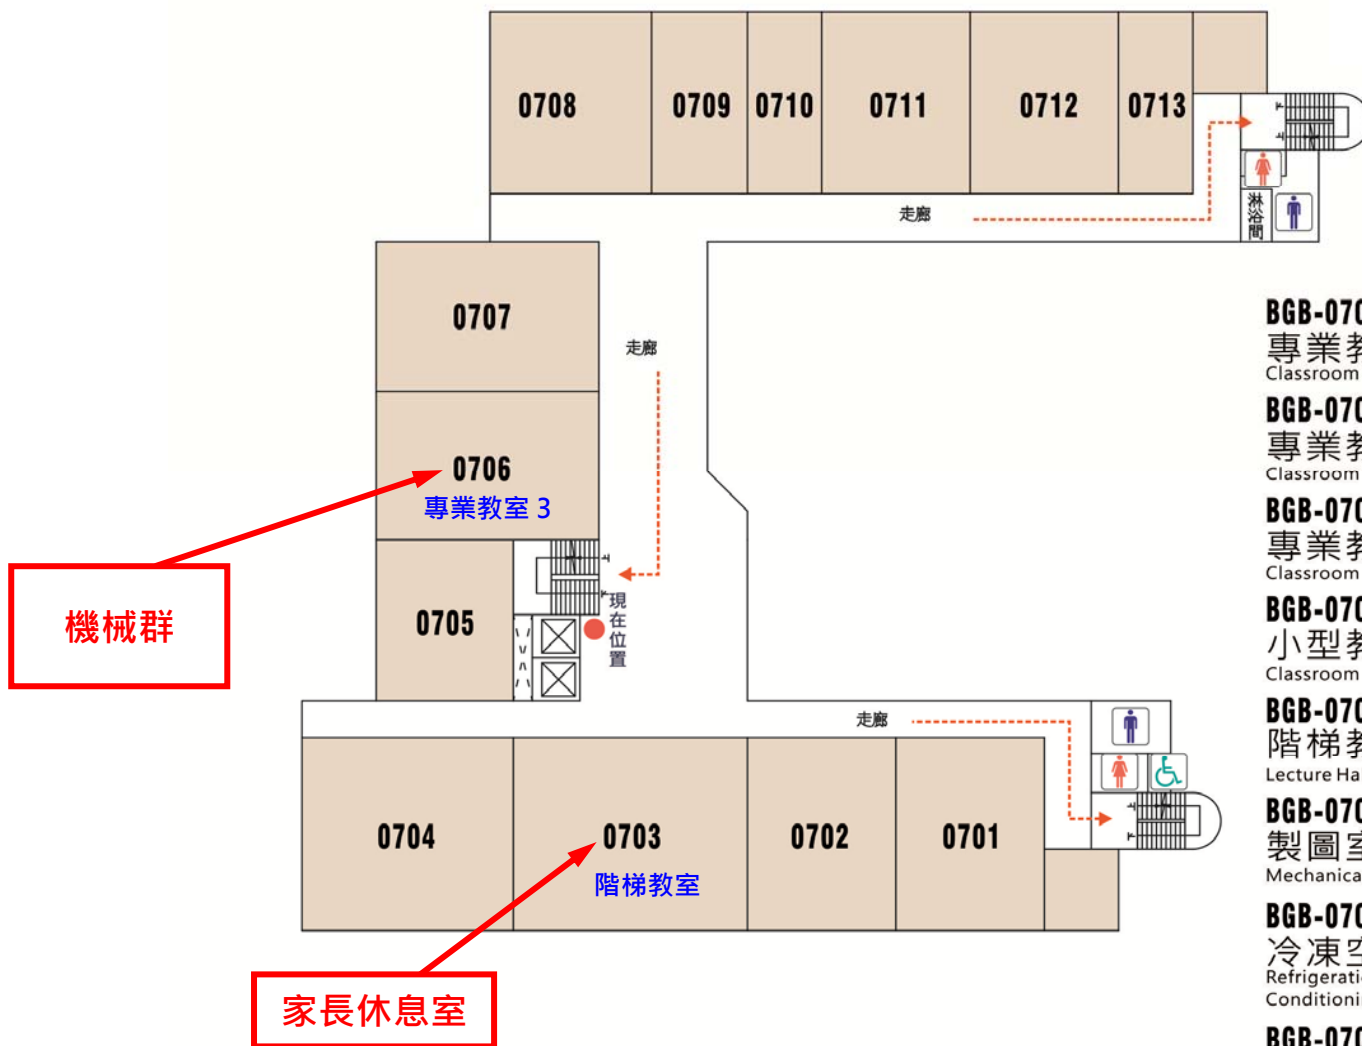 0708
0709
0710
0711
0712
0713
走廊
淋浴間
0707
走廊
0706
專業教室 3
機械群
0705
現在位置
走廊
0704
0703
階梯教室
0702
0701
家長休息室
BGB-070
專業教
Classroom
BGB-070
專業教
Classroom
BGB-070
專業教
Classroom
BGB-070
小型教
Classroom
BGB-070
階梯教
Lecture Ha
BGB-070
製圖室
Mechanica
BGB-070
冷凍空
Refrigerati
Conditioni
BGB-070